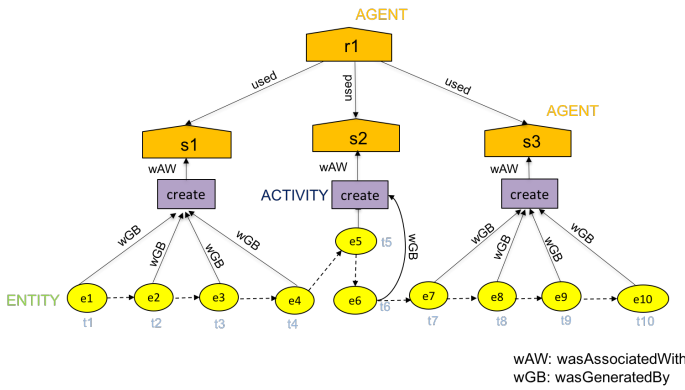 AGENT
r1
used
used
used
AGENT
s1
s2
s3
wAW
wAW
wAW
create
ACTIVITY
create
create
wGB
wGB
wGB
wGB
wGB
wGB
wGB
wGB
wGB
e5
t5
ENTITY
e1
e2
e3
e4
e6
e7
e8
e9
e10
t1
t2
t3
t4
t6
t7
t8
t9
t10
wAW: wasAssociatedWith
wGB: wasGeneratedBy